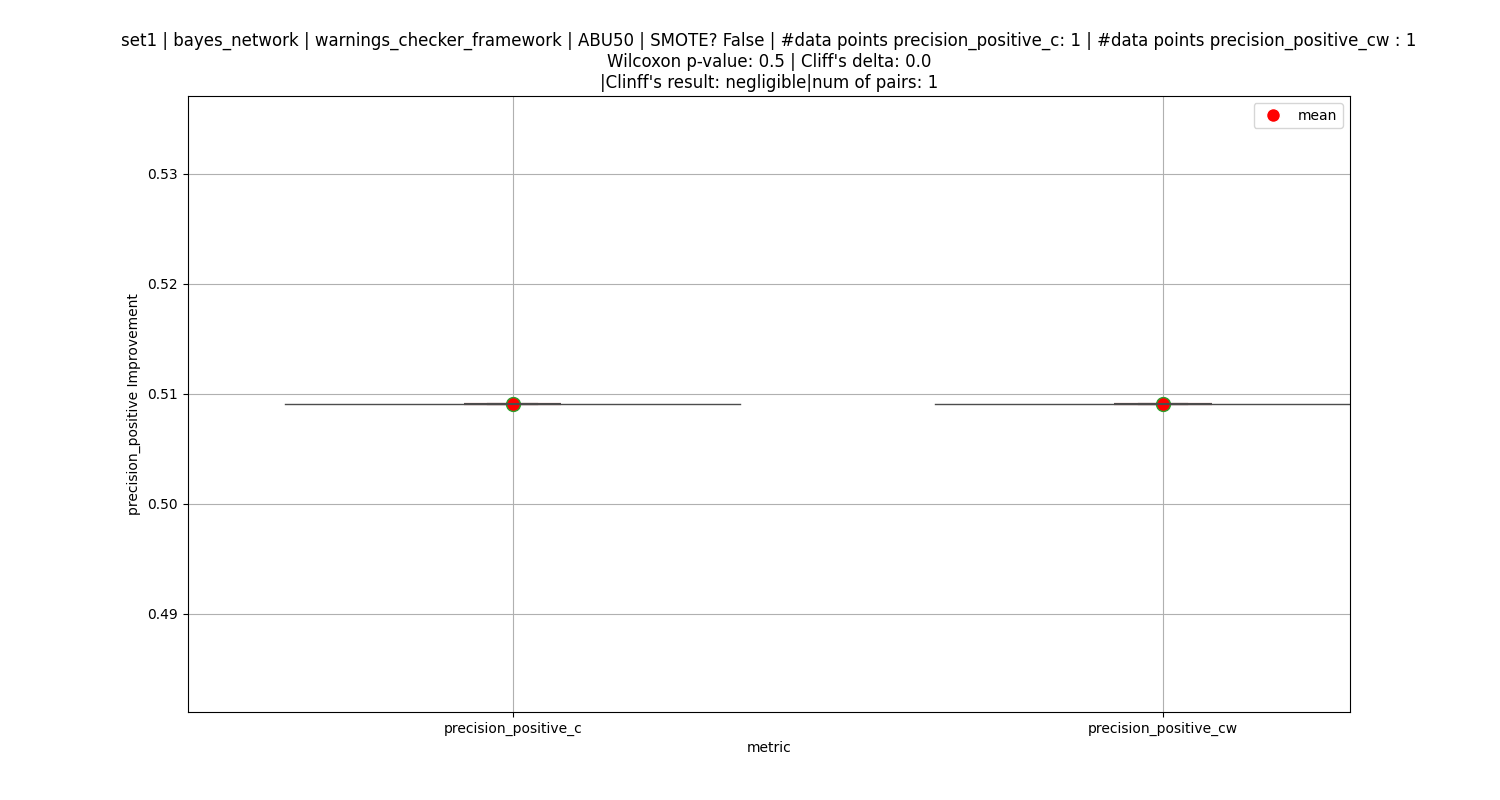 set1 | bayes_network | warnings_checker_framework | ABU50 | SMOTE? False | #data points precision_positive_c: 1 | #data points precision_positive_cw : 1
Wilcoxon p-value: 0.5 | Cliff's delta: 0.0
|Clinff's result: negligible|num of pairs: 1
mean
0.53
0.52
0.51
0.50
0.49
precision_positive Improvement
precision_positive_c
precision_positive_cw
metric